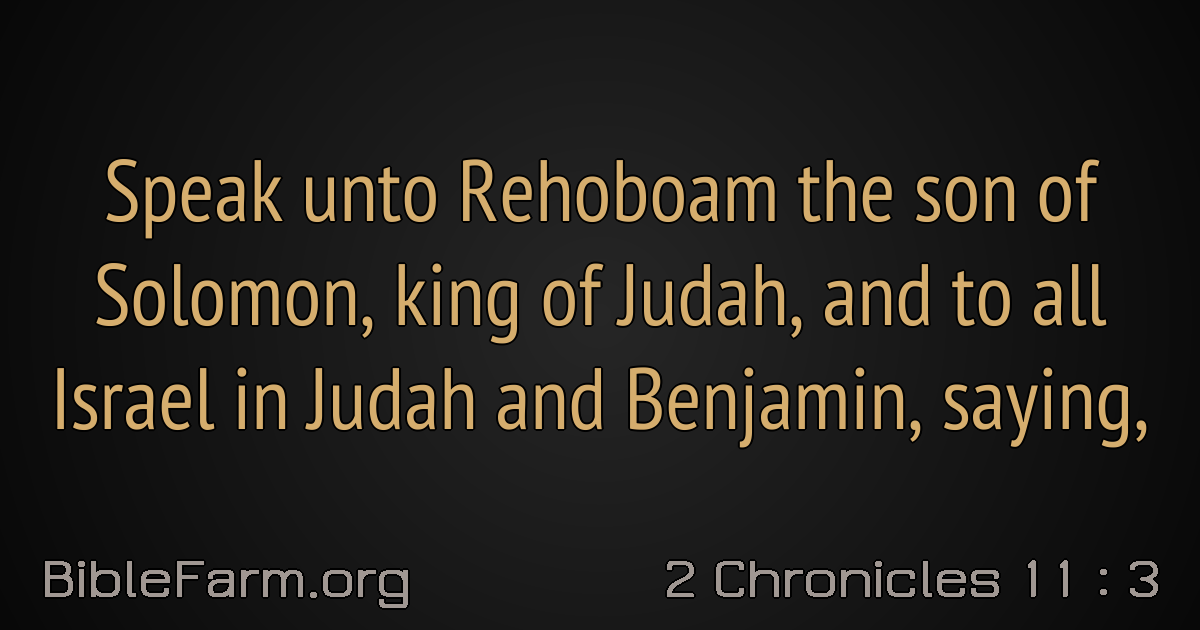 Speak unto Rehoboam the son of
Solomon, king of Judah, and to all
Israel in Judah and Benjamin, saying,
BibleFarm.org
2 Chronicles 11 : 3